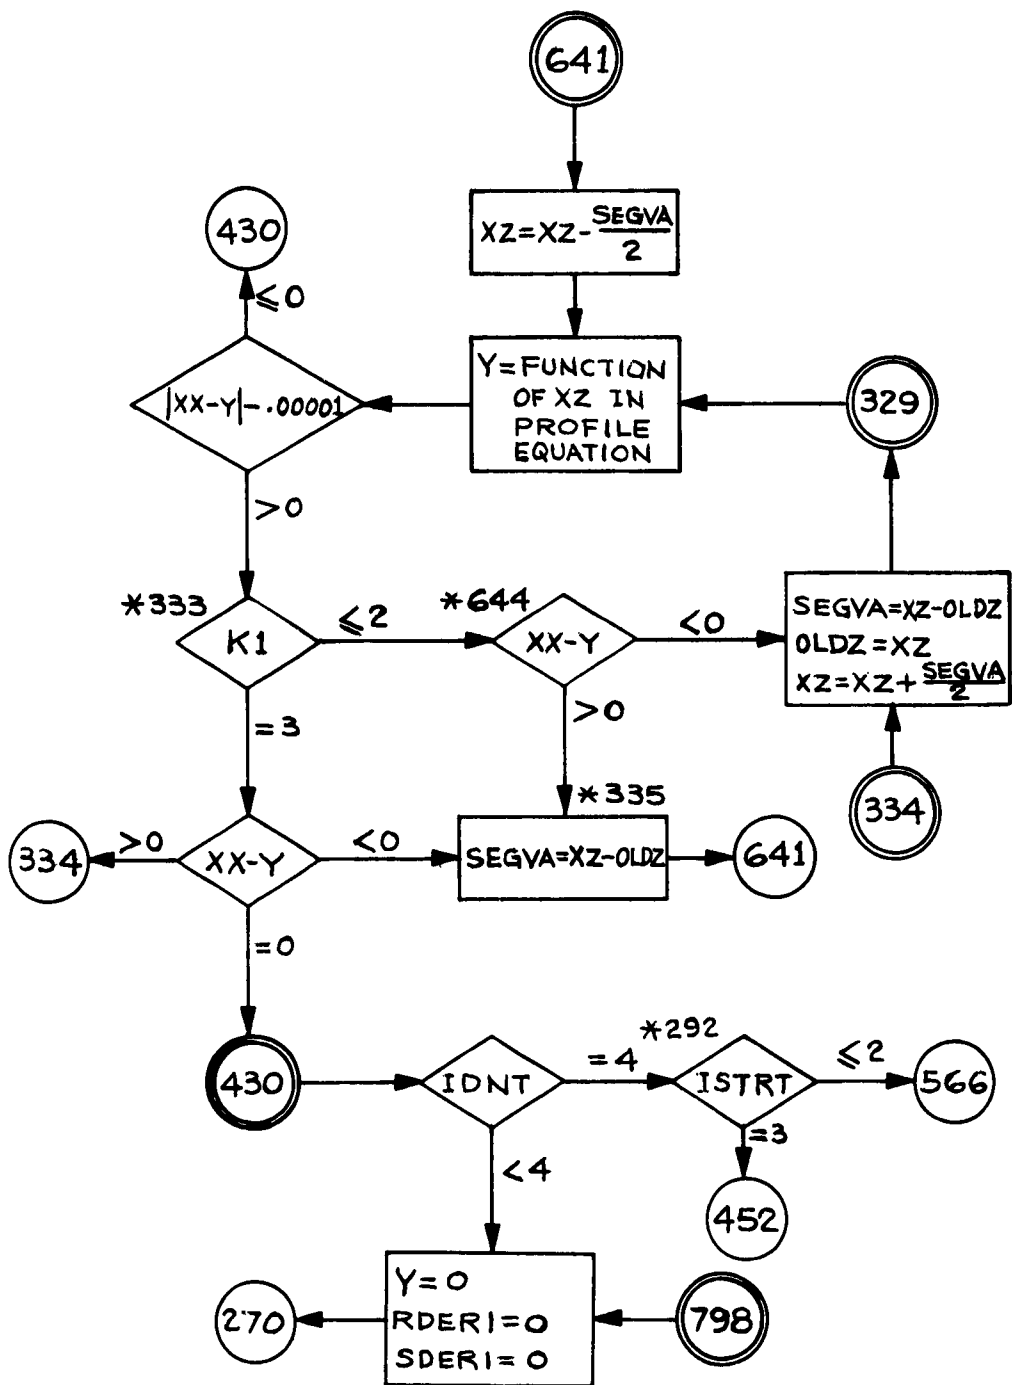 641
XZ=XZ-SEGVA/2
430
≤0
Y=FUNCTION
OF XZ IN
PROFILE
EQUATION
|XX-Y|-.00001
329
>0
*333
K1
≤2
*644
XX-Y
<0
SEGVA=XZ-OLDZ
OLDZ=XZ
XZ=XZ+SEGVA/2
=3
>0
*335
334
334
>0
XX-Y
<0
SEGVA=XZ-OLDZ
641
=0
430
IDNT
=4
*292
ISTRT
≤2
566
=3
<4
452
Y=0
RDER1=0
SDER1=0
270
798